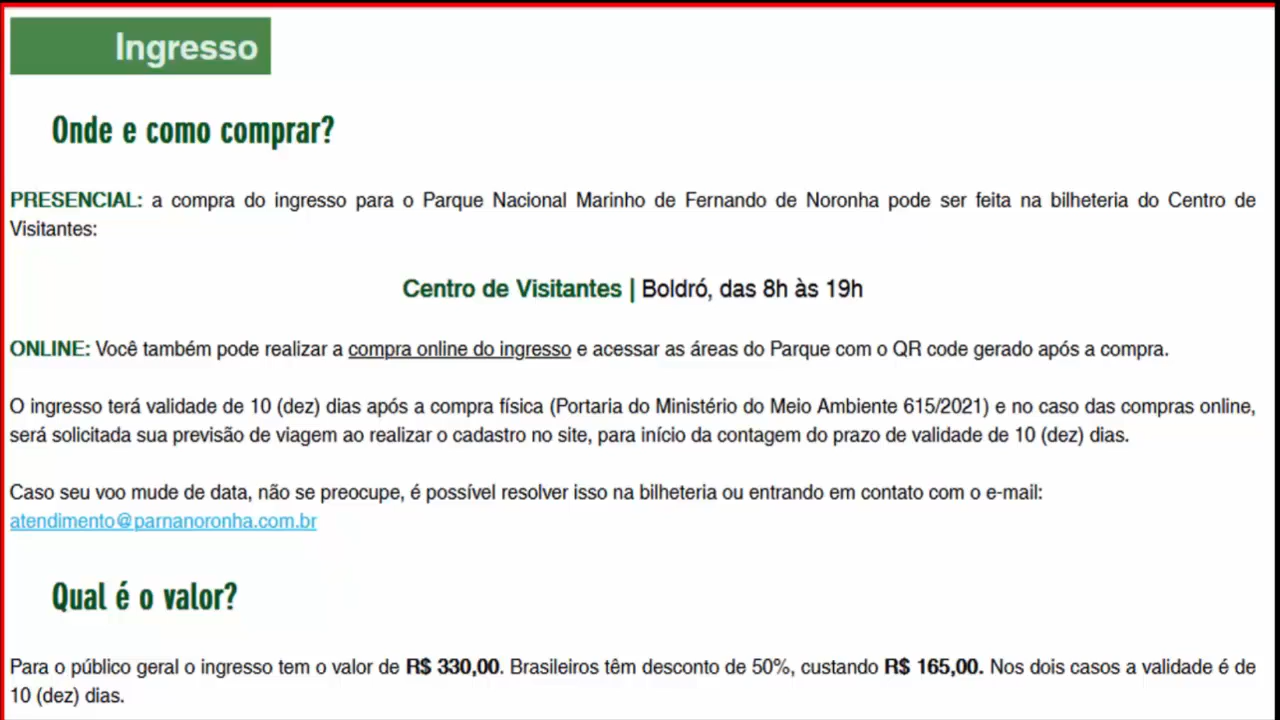 Ingresso
Onde e como comprar?
PRESENCIAL: a compra do ingresso para o Parque Nacional Marinho de Fernando de Noronha pode ser feita na bilheteria do Centro de
Visitantes:
Centro de Visitantes | Boldró, das 8h às 19h
ONLINE: Você também pode realizar a compra online do ingresso e acessar as áreas do Parque com o QR code gerado após a compra.
O ingresso terá validade de 10 (dez) dias após a compra física (Portaria do Ministério do Meio Ambiente 615/2021) e no caso das compras online,
será solicitada sua previsão de viagem ao realizar o cadastro no site, para início da contagem do prazo de validade de 10 (dez) dias.
Caso seu voo mude de data, não se preocupe, é possível resolver isso na bilheteria ou entrando em contato com o e-mail:
atendimento@parnanoronha.com.br
Qual é o valor?
Para o público geral o ingresso tem o valor de R$ 330,00. Brasileiros têm desconto de 50%, custando R$ 165,00. Nos dois casos a validade é de
10 (dez) dias.